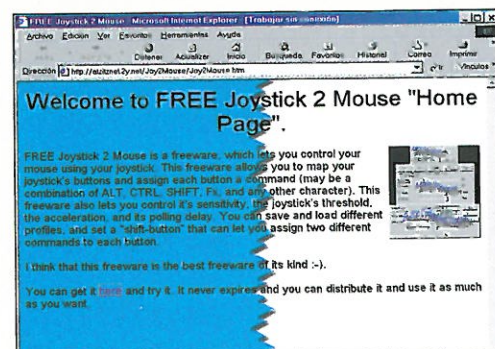 FREE Joystick 2 Mouse - Microsoft Internet Explorer - [Trabajar sin conexión]
Archivo Edición Ver Favoritos Herramientas Ayuda
Detener Actualizar Inicio Búsqueda Favoritos Historial Correo Imprimir
Dirección http://atzitznet.2y.net/Joy2Mouse/Joy2Mouse.htm Ir Vínculos
Welcome to FREE Joystick 2 Mouse "Home
Page".
FREE Joystick 2 Mouse is a freeware, which lets you control your
mouse using your joystick. This freeware allows you to map your
joystick's buttons and assign each button a command (may be a
combination of ALT, CTRL, SHIFT, Fx, and any other character). This
freeware also lets you control it's sensitivity, the joystick's threshold,
the acceleration, and its polling delay. You can save and load different
profiles, and set a "shift-button" that can let you assign two different
commands to each button.
I think that this freeware is the best freeware of its kind :-).
You can get it here and try it. It never expires and you can distribute it and use it as much
as you want.